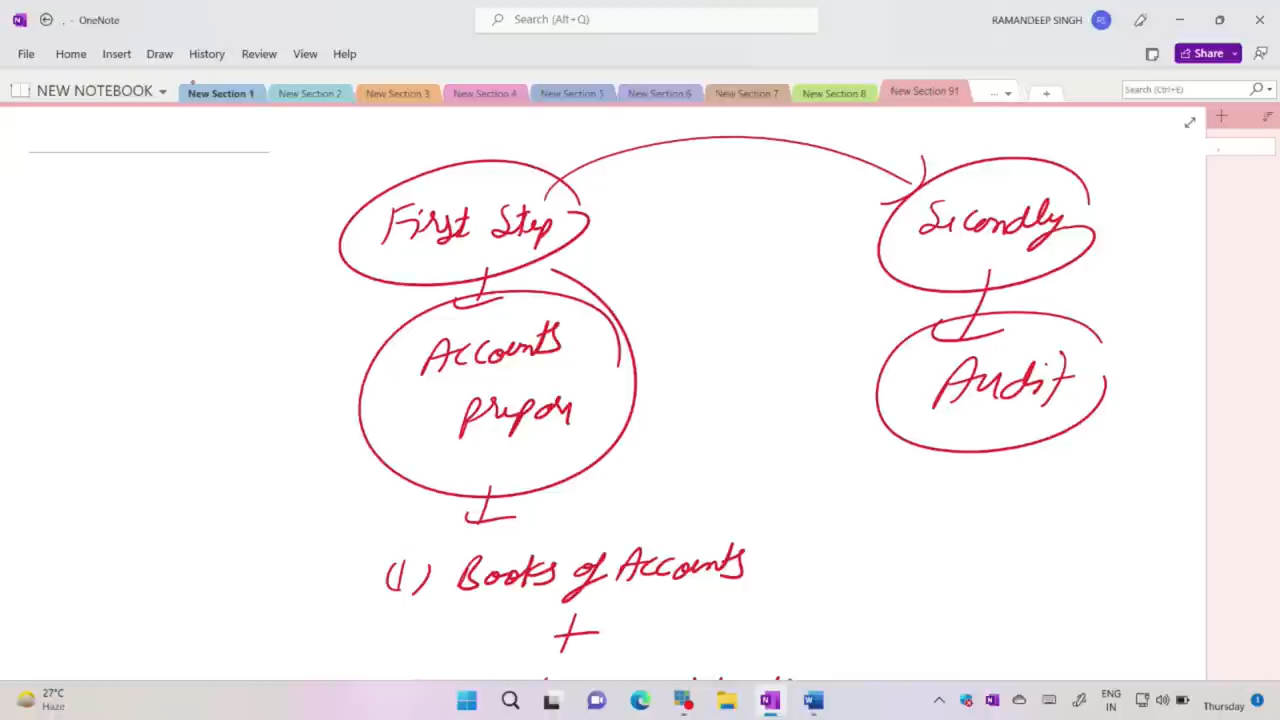 OneNote
Search (Alt+Q)
RAMANDEEP SINGH
RS
File Home Insert Draw History Review View Help
Share
NEW NOTEBOOK
New Section 1 New Section 2 New Section 3 New Section 4 New Section 5 New Section 6 New Section 7 New Section 8 New Section 91 ...
Search (Ctrl+E)
First Step
Secondly
Accounts
Audit
(1) Books of Accounts
+
27°C
Haze
ENG
IN
Thursday